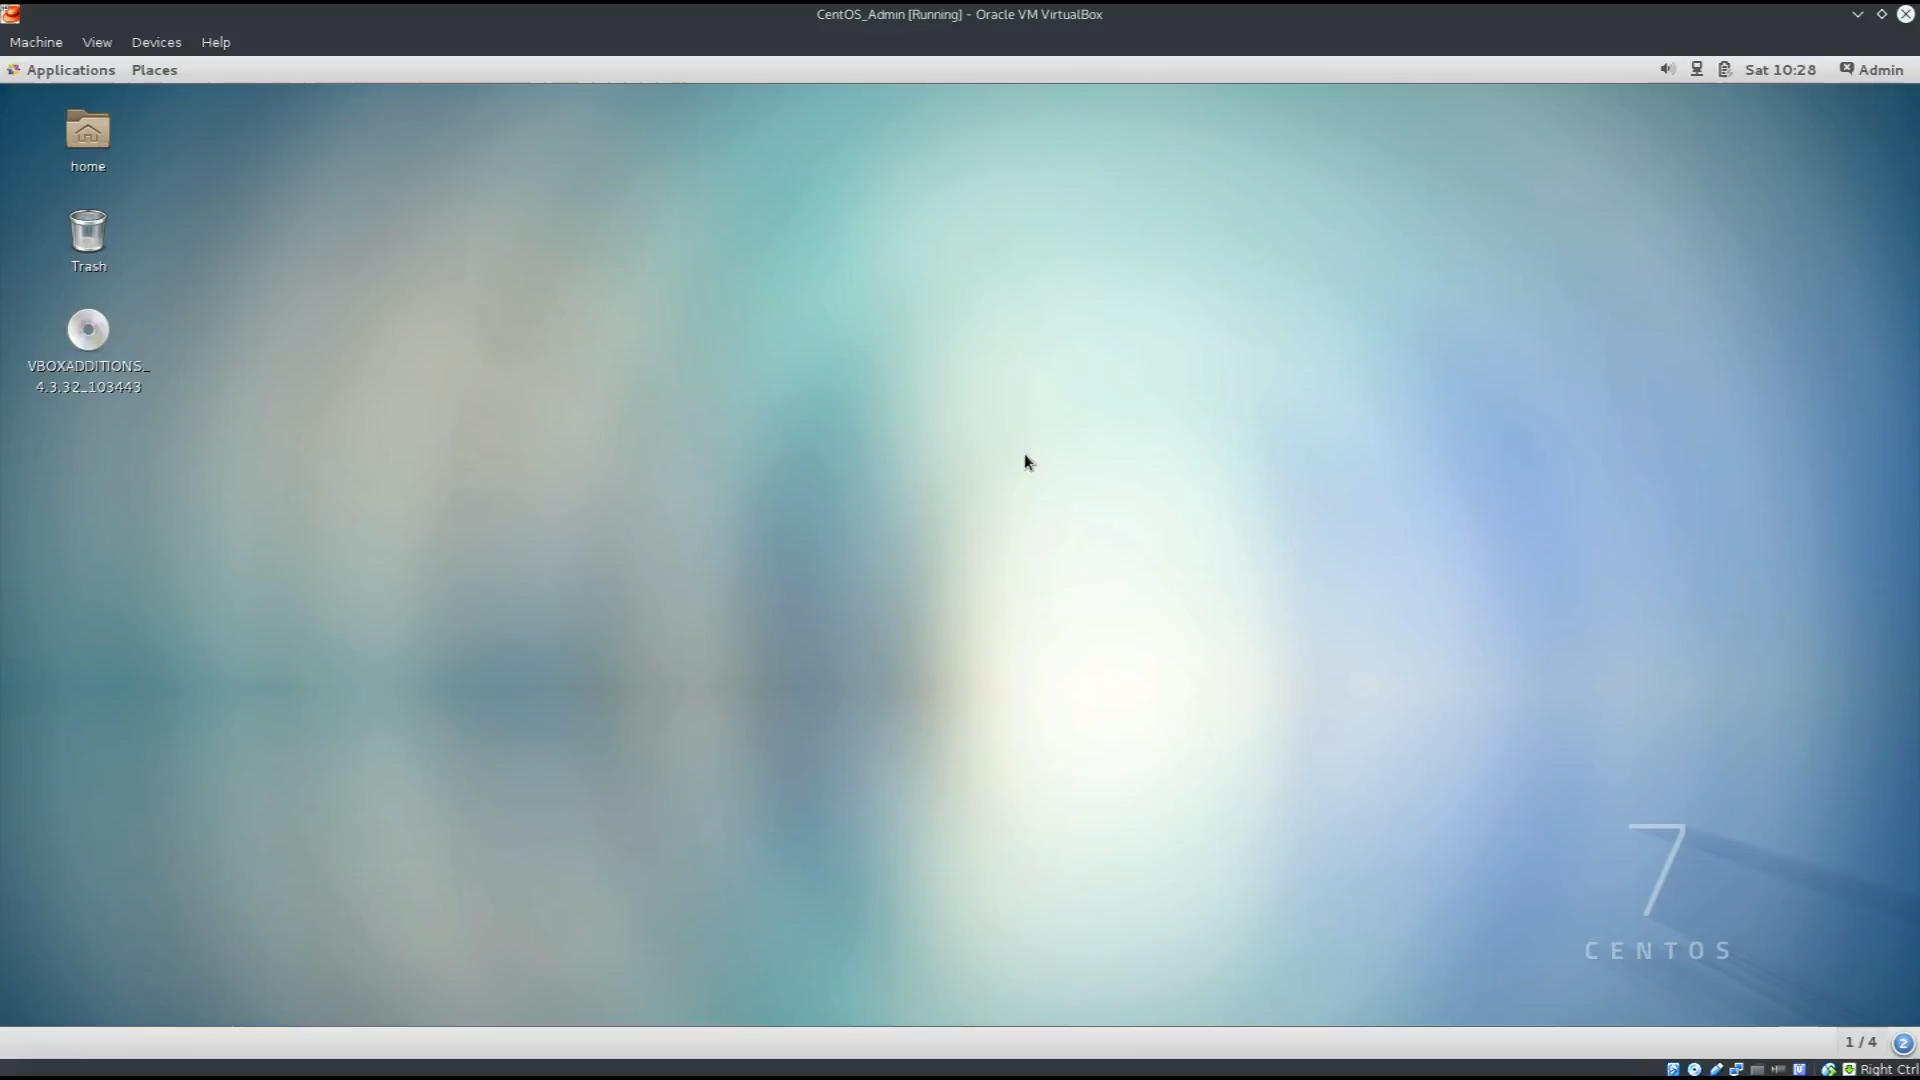 CentOS_Admin [Running] - Oracle VM VirtualBox
Machine View Devices Help
Applications Places
Sat 10:28 Admin
home
Trash
VBOXADDITIONS_
4.3.32_103443
7
CENTOS
1 / 4 2
Right Ctrl